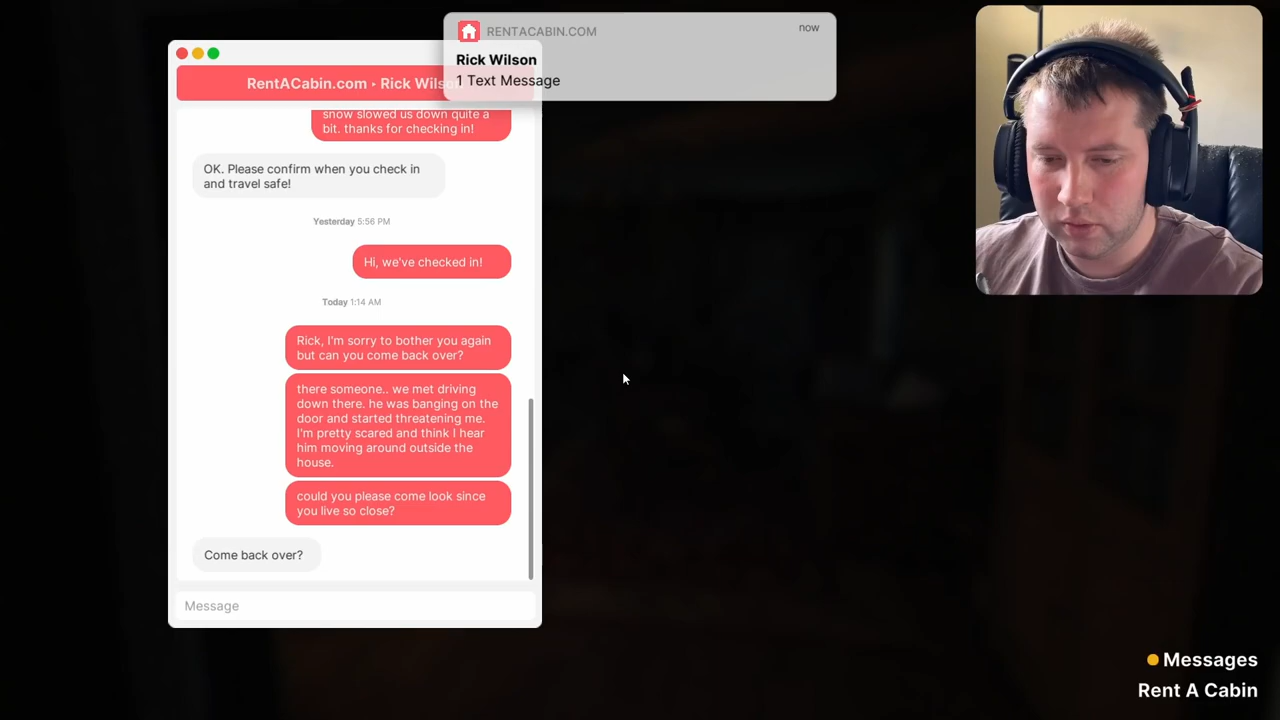 RENTACABIN.COM
now
Rick Wilson
1 Text Message
RentACabin.com ▸ Rick Wilson
snow slowed us down quite a
bit. thanks for checking in!
OK. Please confirm when you check in
and travel safe!
Yesterday 5:56 PM
Hi, we've checked in!
Today 1:14 AM
Rick, I'm sorry to bother you again
but can you come back over?
there someone.. we met driving
down there. he was banging on the
door and started threatening me.
I'm pretty scared and think I hear
him moving around outside the
house.
could you please come look since
you live so close?
Come back over?
Message
Messages
Rent A Cabin